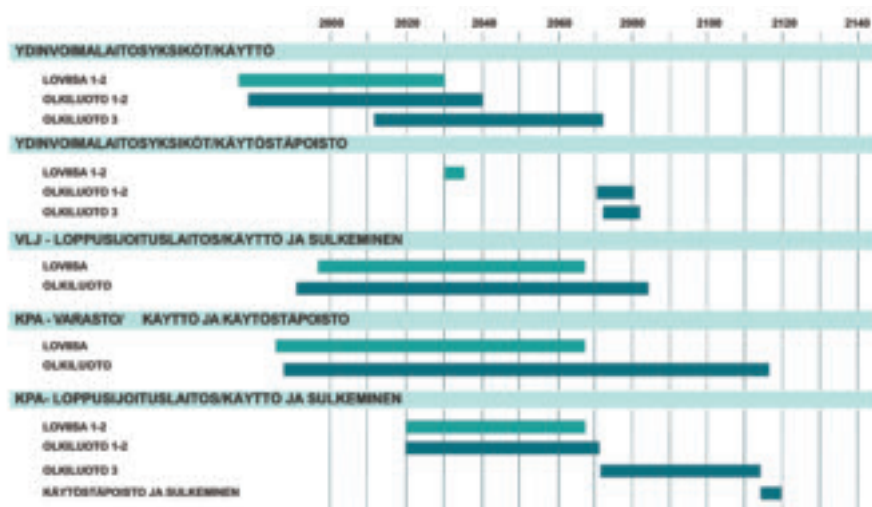 2000 2020 2040 2060 2080 2100 2120 2140
YDINVOIMALAITOSYKSIKÖT/KÄYTTÖ
LOVIISA 1-2
OLKILUOTO 1-2
OLKILUOTO 3
YDINVOIMALAITOSYKSIKÖT/KÄYTÖSTÄPOISTO
LOVIISA 1-2
OLKILUOTO 1-2
OLKILUOTO 3
VLJ - LOPPUSIJOITUSLAITOS/KÄYTTÖ JA SULKEMINEN
LOVIISA
OLKILUOTO
KPA - VARASTO/ KÄYTTÖ JA KÄYTÖSTÄPOISTO
LOVIISA
OLKILUOTO
KPA- LOPPUSIJOITUSLAITOS/KÄYTTÖ JA SULKEMINEN
LOVIISA 1-2
OLKILUOTO 1-2
OLKILUOTO 3
KÄYTÖSTÄPOISTO JA SULKEMINEN